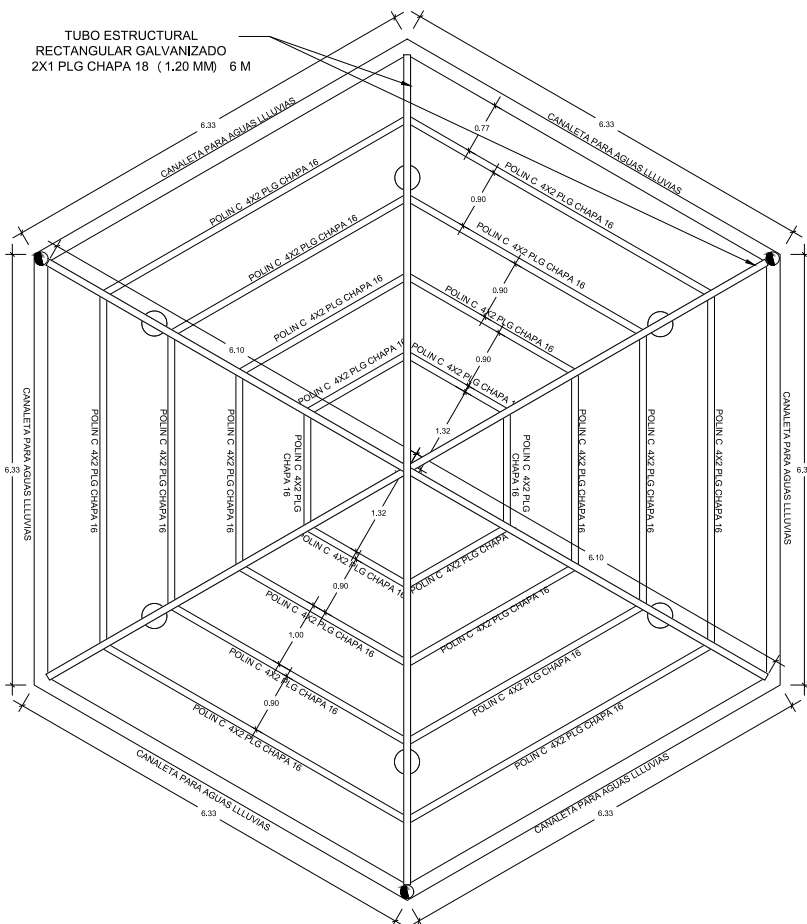 TUBO ESTRUCTURAL
RECTANGULAR GALVANIZADO
2X1 PLG CHAPA 18 ( 1.20 MM) 6 M
6.33
CANALETA PARA AGUAS LLLUVIAS
6.33
CANALETA PARA AGUAS LLLUVIAS
0.77
POLIN C 4X2 PLG CHAPA 16
POLIN C 4X2 PLG CHAPA 16
0.90
POLIN C 4X2 PLG CHAPA 16
POLIN C 4X2 PLG CHAPA 16
0.90
POLIN C 4X2 PLG CHAPA 16
POLIN C 4X2 PLG CHAPA 16
0.90
6.10
POLIN C 4X2 PLG CHAPA 16
POLIN C 4X2 PLG CHAPA 1
1.32
6.33
CANALETA PARA AGUAS LLLUVIAS
POLIN C 4X2 PLG CHAPA 16
POLIN C 4X2 PLG CHAPA 16
POLIN C 4X2 PLG CHAPA 16
POLIN C 4X2 PLG
CHAPA 16
POLIN C 4X2 PLG
CHAPA 16
POLIN C 4X2 PLG CHAPA 16
POLIN C 4X2 PLG CHAPA 16
POLIN C 4X2 PLG CHAPA 16
CANALETA PARA AGUAS LLLUVIAS
6.3
1.32
6.10
POLIN C 4X2 PLG CHAPA 16
POLIN C 4X2 PLG CHAPA
0.90
POLIN C 4X2 PLG CHAPA 16
POLIN C 4X2 PLG CHAPA 16
1.00
POLIN C 4X2 PLG CHAPA 16
POLIN C 4X2 PLG CHAPA 16
0.90
POLIN C 4X2 PLG CHAPA 16
POLIN C 4X2 PLG CHAPA 16
CANALETA PARA AGUAS LLLUVIAS
6.33
CANALETA PARA AGUAS LLLUVIAS
6.33